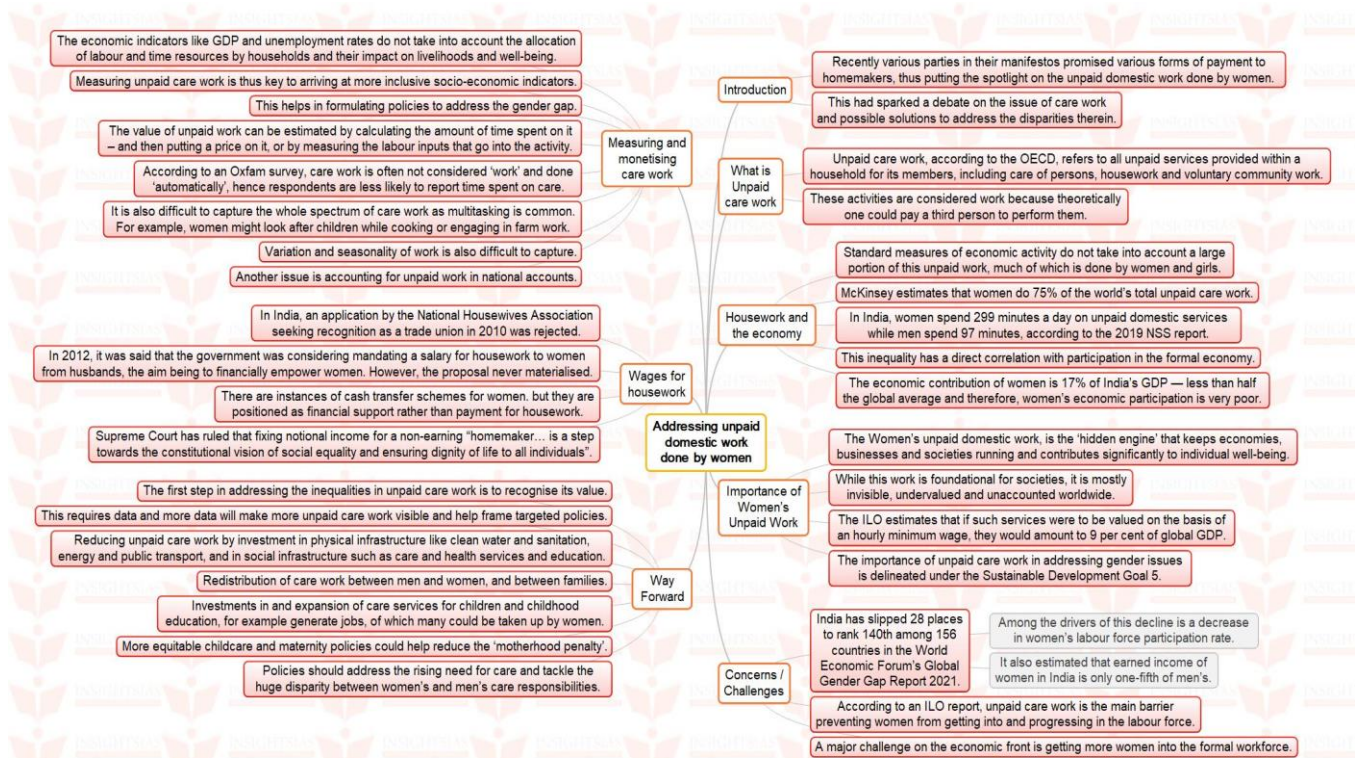 Addressing unpaid
domestic work
done by women
Introduction
Recently various parties in their manifestos promised various forms of payment to
homemakers, thus putting the spotlight on the unpaid domestic work done by women.
This had sparked a debate on the issue of care work
and possible solutions to address the disparities therein.
What is
Unpaid
care work
Unpaid care work, according to the OECD, refers to all unpaid services provided within a
household for its members, including care of persons, housework and voluntary community work.
These activities are considered work because theoretically
one could pay a third person to perform them.
Housework and
the economy
Standard measures of economic activity do not take into account a large
portion of this unpaid work, much of which is done by women and girls.
McKinsey estimates that women do 75% of the world's total unpaid care work.
In India, women spend 299 minutes a day on unpaid domestic services
while men spend 97 minutes, according to the 2019 NSS report.
This inequality has a direct correlation with participation in the formal economy.
The economic contribution of women is 17% of India's GDP — less than half
the global average and therefore, women's economic participation is very poor.
Importance of
Women's
Unpaid Work
The Women's unpaid domestic work, is the 'hidden engine' that keeps economies,
businesses and societies running and contributes significantly to individual well-being.
While this work is foundational for societies, it is mostly
invisible, undervalued and unaccounted worldwide.
The ILO estimates that if such services were to be valued on the basis of
an hourly minimum wage, they would amount to 9 per cent of global GDP.
The importance of unpaid care work in addressing gender issues
is delineated under the Sustainable Development Goal 5.
Concerns /
Challenges
India has slipped 28 places
to rank 140th among 156
countries in the World
Economic Forum's Global
Gender Gap Report 2021.
Among the drivers of this decline is a decrease
in women's labour force participation rate.
It also estimated that earned income of
women in India is only one-fifth of men's.
According to an ILO report, unpaid care work is the main barrier
preventing women from getting into and progressing in the labour force.
A major challenge on the economic front is getting more women into the formal workforce.
Measuring and
monetising
care work
The economic indicators like GDP and unemployment rates do not take into account the allocation
of labour and time resources by households and their impact on livelihoods and well-being.
Measuring unpaid care work is thus key to arriving at more inclusive socio-economic indicators.
This helps in formulating policies to address the gender gap.
The value of unpaid work can be estimated by calculating the amount of time spent on it
– and then putting a price on it, or by measuring the labour inputs that go into the activity.
According to an Oxfam survey, care work is often not considered 'work' and done
'automatically', hence respondents are less likely to report time spent on care.
It is also difficult to capture the whole spectrum of care work as multitasking is common.
For example, women might look after children while cooking or engaging in farm work.
Variation and seasonality of work is also difficult to capture.
Another issue is accounting for unpaid work in national accounts.
Wages for
housework
In India, an application by the National Housewives Association
seeking recognition as a trade union in 2010 was rejected.
In 2012, it was said that the government was considering mandating a salary for housework to women
from husbands, the aim being to financially empower women. However, the proposal never materialised.
There are instances of cash transfer schemes for women. but they are
positioned as financial support rather than payment for housework.
Supreme Court has ruled that fixing notional income for a non-earning "homemaker… is a step
towards the constitutional vision of social equality and ensuring dignity of life to all individuals".
Way
Forward
The first step in addressing the inequalities in unpaid care work is to recognise its value.
This requires data and more data will make more unpaid care work visible and help frame targeted policies.
Reducing unpaid care work by investment in physical infrastructure like clean water and sanitation,
energy and public transport, and in social infrastructure such as care and health services and education.
Redistribution of care work between men and women, and between families.
Investments in and expansion of care services for children and childhood
education, for example generate jobs, of which many could be taken up by women.
More equitable childcare and maternity policies could help reduce the 'motherhood penalty'.
Policies should address the rising need for care and tackle the
huge disparity between women's and men's care responsibilities.